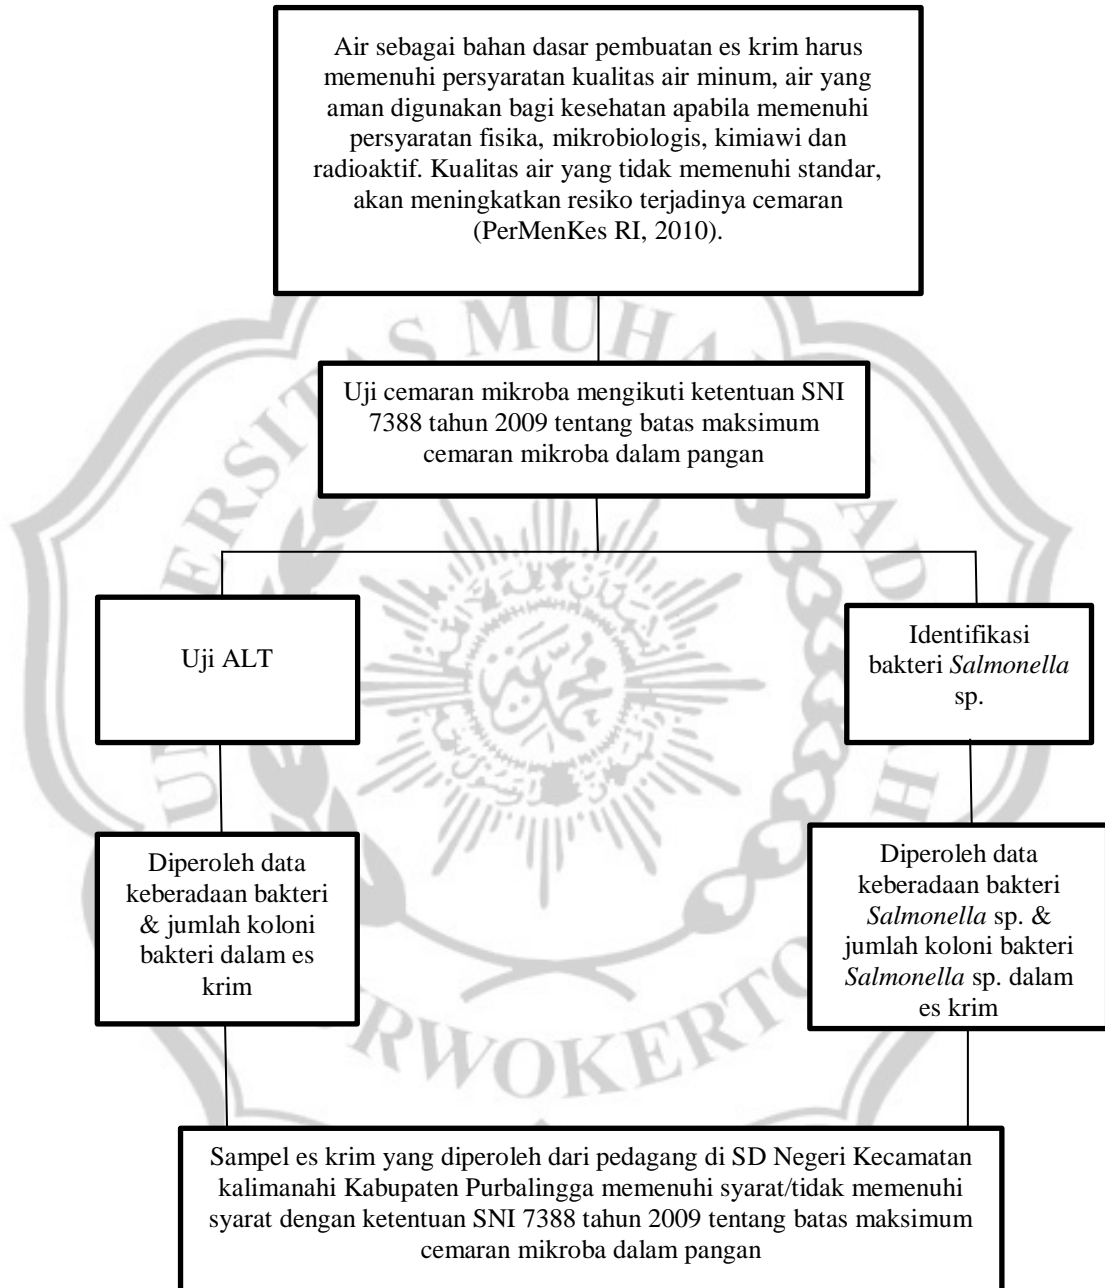 Air sebagai bahan dasar pembuatan es krim harus
memenuhi persyaratan kualitas air minum, air yang
aman digunakan bagi kesehatan apabila memenuhi
persyaratan fisika, mikrobiologis, kimiawi dan
radioaktif. Kualitas air yang tidak memenuhi standar,
akan meningkatkan resiko terjadinya cemaran
(PerMenKes RI, 2010).
Uji cemaran mikroba mengikuti ketentuan SNI
7388 tahun 2009 tentang batas maksimum
cemaran mikroba dalam pangan
Uji ALT
Identifikasi
bakteri Salmonella
sp.
Diperoleh data
keberadaan bakteri
& jumlah koloni
bakteri dalam es
krim
Diperoleh data
keberadaan bakteri
Salmonella sp. &
jumlah koloni bakteri
Salmonella sp. dalam
es krim
Sampel es krim yang diperoleh dari pedagang di SD Negeri Kecamatan
kalimanahi Kabupaten Purbalingga memenuhi syarat/tidak memenuhi
syarat dengan ketentuan SNI 7388 tahun 2009 tentang batas maksimum
cemaran mikroba dalam pangan